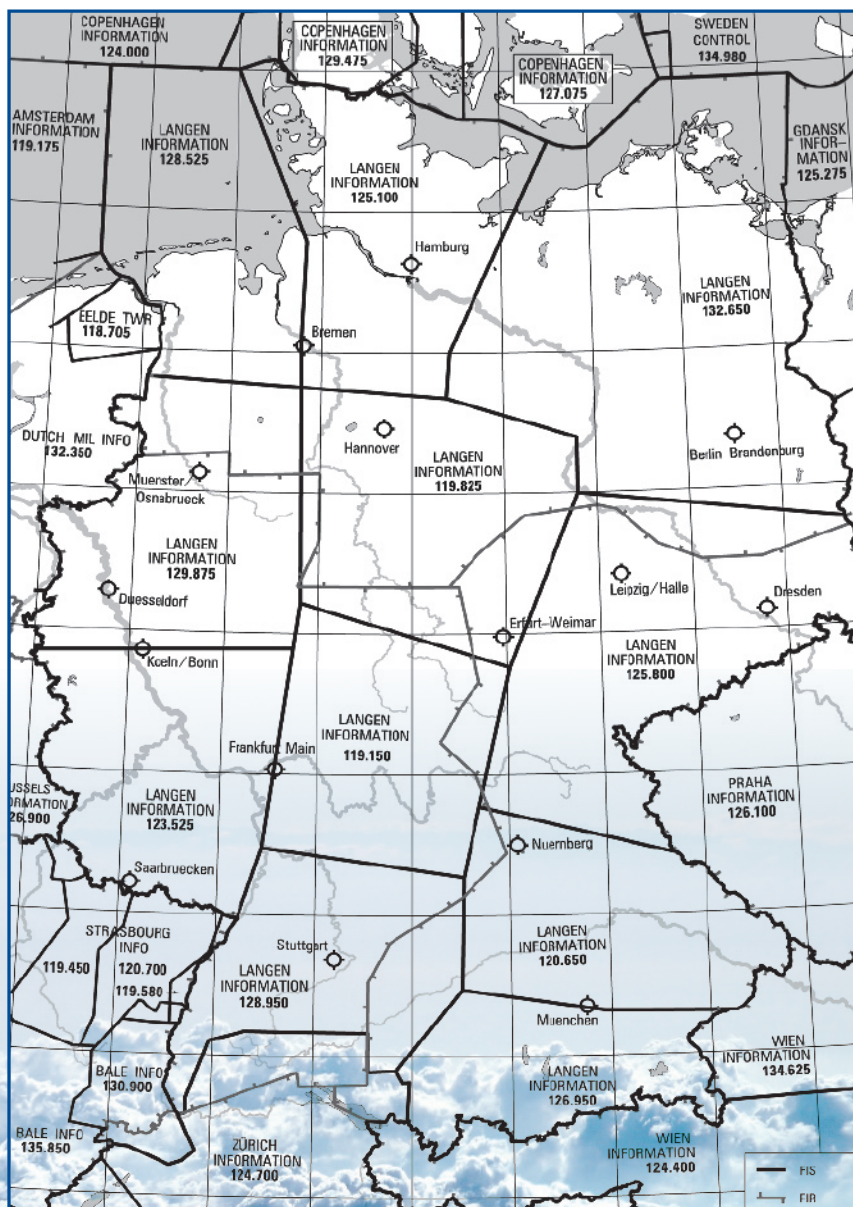 COPENHAGEN
INFORMATION
124.000
COPENHAGEN
INFORMATION
129.475
SWEDEN
CONTROL
134.980
COPENHAGEN
INFORMATION
127.075
AMSTERDAM
INFORMATION
119.175
LANGEN
INFORMATION
128.525
LANGEN
INFORMATION
125.100
GDANSK
INFOR-
MATION
125.275
Hamburg
LANGEN
INFORMATION
132.650
EELDE TWR
118.705
Bremen
DUTCH MIL INFO
132.350
Hannover
LANGEN
INFORMATION
119.825
Berlin Brandenburg
Muenster/
Osnabrueck
LANGEN
INFORMATION
129.875
Duesseldorf
Leipzig/Halle
Dresden
Erfurt-Weimar
LANGEN
INFORMATION
125.800
Koeln/Bonn
LANGEN
INFORMATION
119.150
Frankfurt Main
USSELS
ORMATION
26.900
LANGEN
INFORMATION
123.525
PRAHA
INFORMATION
126.100
Nuernberg
Saarbruecken
STRASBOURG
INFO
120.700
119.580
119.450
Stuttgart
LANGEN
INFORMATION
128.950
LANGEN
INFORMATION
120.650
Muenchen
WIEN
INFORMATION
134.625
BALE INFO
130.900
LANGEN
INFORMATION
126.950
BALE INFO
135.850
ZÜRICH
INFORMATION
124.700
WIEN
INFORMATION
124.400
FIS
FIR